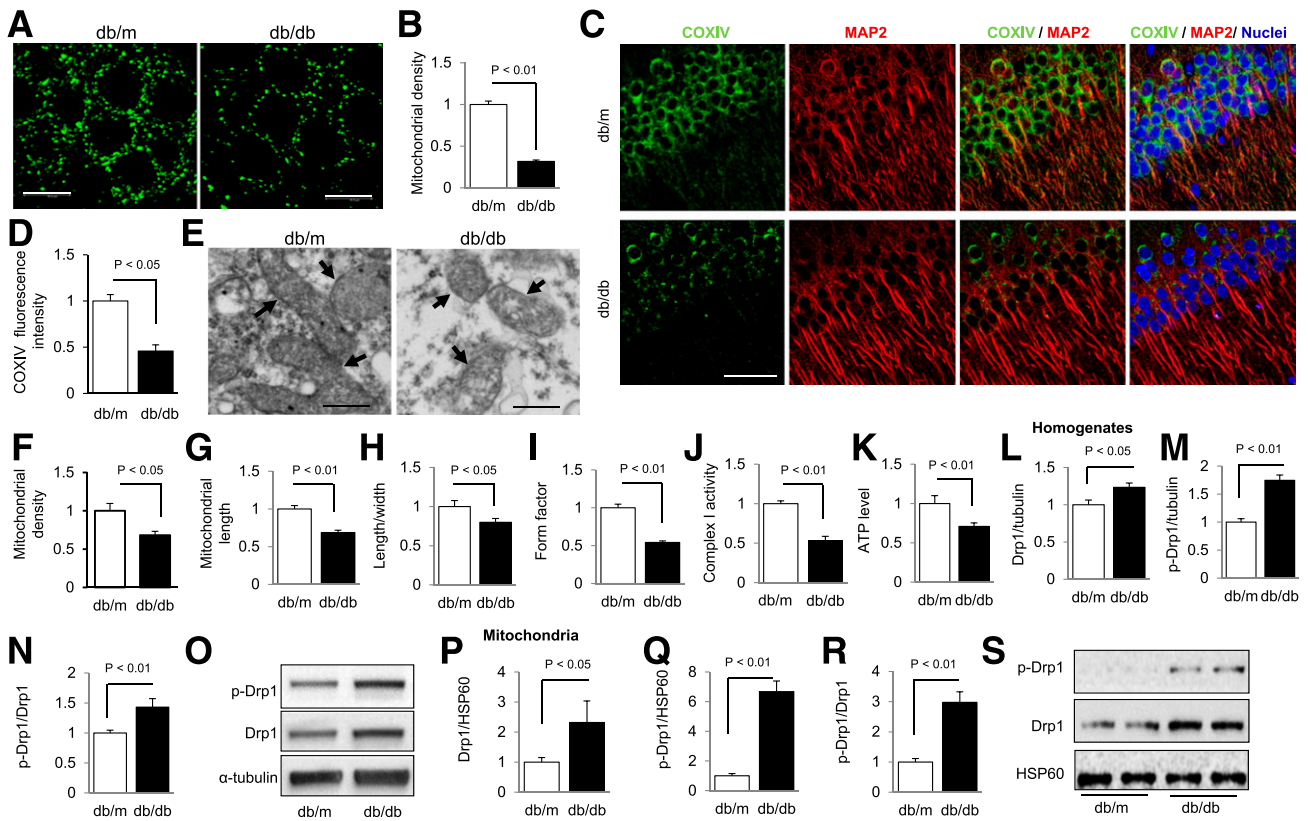 A
db/m
db/db
B
Mitochondrial density
1.5
1
0.5
0
P < 0.01
db/m db/db
C
COXIV
MAP2
COXIV / MAP2
COXIV / MAP2/ Nuclei
db/m
db/db
D
COXIV fluorescence
intensity
1.5
1
0.5
0
P < 0.05
db/m db/db
E
db/m
db/db
F
Mitochondrial
density
1.5
1
0.5
0
P < 0.05
db/m db/db
G
Mitochondrial
length
1.5
1
0.5
0
P < 0.01
db/m db/db
H
Length/width
1.5
1
0.5
0
P < 0.05
db/m db/db
I
Form factor
1.5
1
0.5
0
P < 0.01
db/m db/db
J
Complex I activity
1.5
1
0.5
0
P < 0.01
db/m db/db
K
ATP level
1.5
1
0.5
0
P < 0.01
db/m db/db
Homogenates
L
Drp1/tubulin
2
1.5
1
0.5
0
P < 0.05
db/m db/db
M
p-Drp1/tubulin
2
1.5
1
0.5
0
P < 0.01
db/m db/db
N
p-Drp1/Drp1
2
1.5
1
0.5
0
P < 0.01
db/m db/db
O
p-Drp1
Drp1
α-tubulin
db/m
db/db
Mitochondria
P
Drp1/HSP60
4
3
2
1
0
P < 0.05
db/m db/db
Q
p-Drp1/HSP60
8
6
4
2
0
P < 0.01
db/m db/db
R
p-Drp1/Drp1
4
3
2
1
0
P < 0.01
db/m db/db
S
p-Drp1
Drp1
HSP60
db/m
db/db